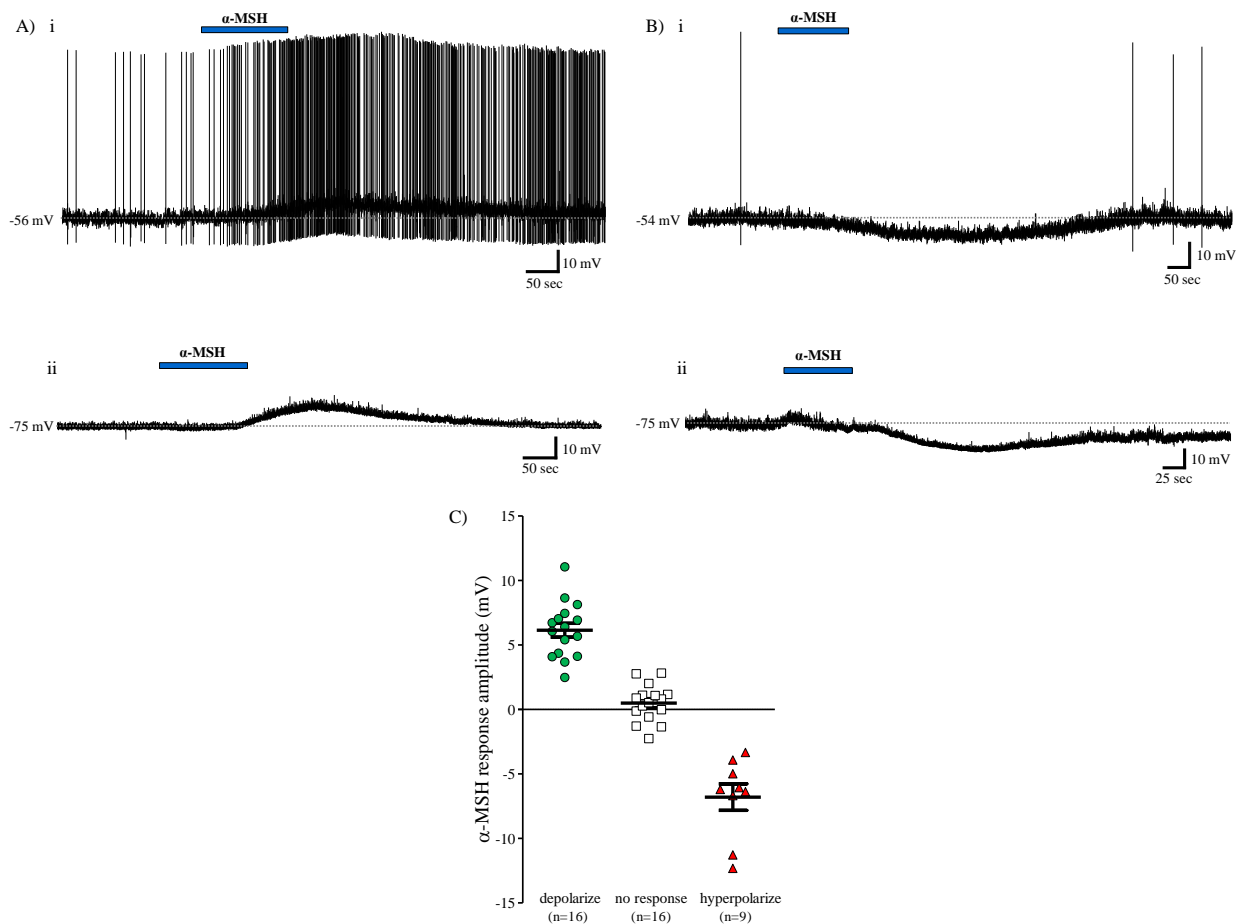 A) i
α-MSH
-56 mV
10 mV
50 sec
ii
α-MSH
-75 mV
10 mV
50 sec
B) i
α-MSH
-54 mV
10 mV
50 sec
ii
α-MSH
-75 mV
10 mV
25 sec
C)
α-MSH response amplitude (mV)
15
10
5
0
-5
-10
-15
depolarize
(n=16)
no response
(n=16)
hyperpolarize
(n=9)